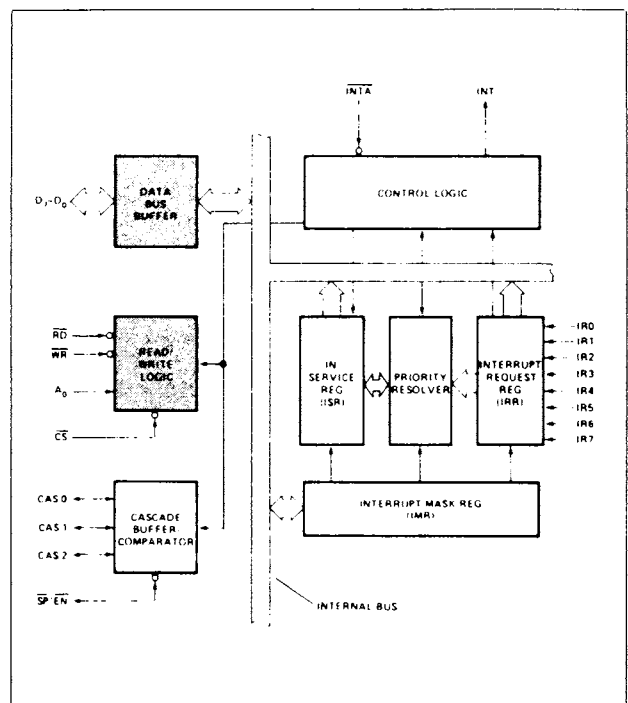 INTA
INT
D7-D0
DATA
BUS
BUFFER
CONTROL LOGIC
RD
WR
A0
CS
READ/
WRITE
LOGIC
IN
SERVICE
REG
(ISR)
PRIORITY
RESOLVER
INTERRUPT
REQUEST
REG
(IRR)
IR0
IR1
IR2
IR3
IR4
IR5
IR6
IR7
CAS 0
CAS 1
CAS 2
CASCADE
BUFFER
COMPARATOR
INTERRUPT MASK REG
(IMR)
SP/EN
INTERNAL BUS